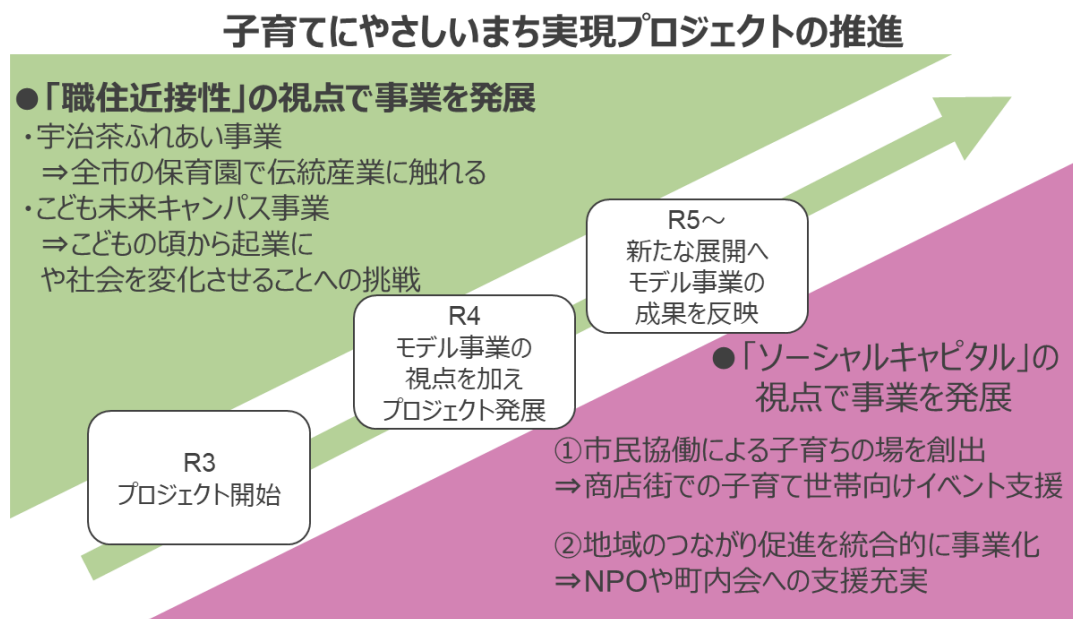 子育てにやさしいまち実現プロジェクトの推進
●「職住近接性」の視点で事業を発展
・宇治茶ふれあい事業
⇒全市の保育園で伝統産業に触れる
・こども未来キャンパス事業
⇒こどもの頃から起業に
や社会を変化させることへの挑戦
R5～
新たな展開へ
モデル事業の
成果を反映
R4
モデル事業の
視点を加え
プロジェクト発展
R3
プロジェクト開始
●「ソーシャルキャピタル」の
視点で事業を発展
①市民協働による子育ちの場を創出
⇒商店街での子育て世帯向けイベント支援
②地域のつながり促進を統合的に事業化
⇒NPOや町内会への支援充実